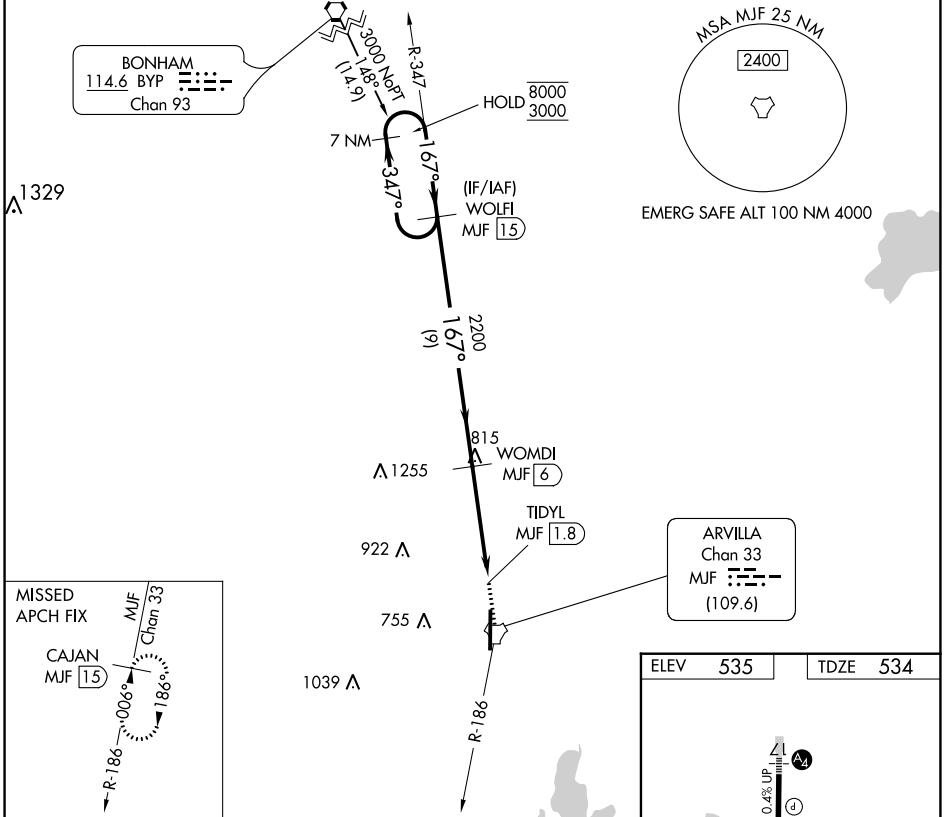 BONHAM
114.6 BYP
Chan 93
3000 NoPT
148°
(14.9)
R-347
HOLD 8000
3000
7 NM
167°
347°
(IF/IAF)
WOLFI
MJF 15
MSA MJF 25 NM
2400
EMERG SAFE ALT 100 NM 4000
1329
2200
167°
(9)
815
WOMDI
MJF 6
1255
TIDYL
MJF 1.8
922
ARVILLA
Chan 33
MJF
(109.6)
755
1039
R-186
MISSED
APCH FIX
MJF
Chan 33
CAJAN
MJF 15
006°
186°
R-186
ELEV 535
TDZE 534
17
A4
0.4% UP
P